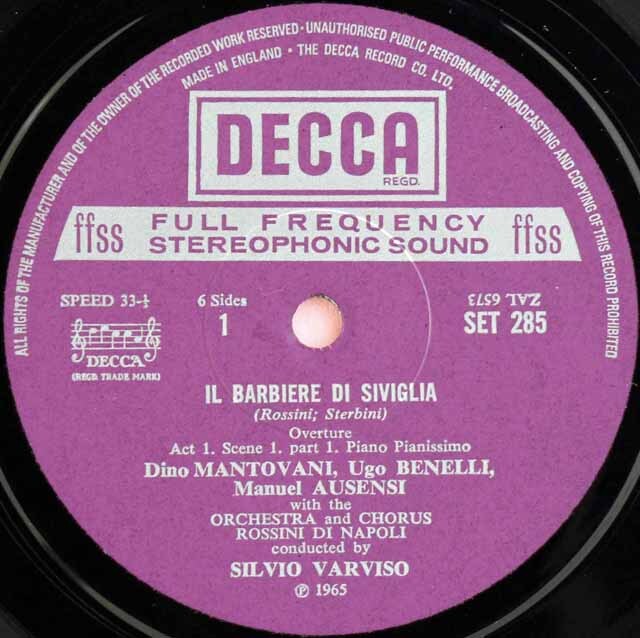 ALL RIGHTS OF THE MANUFACTURER AND OF THE OWNER OF THE RECORDED WORK RESERVED · UNAUTHORISED PUBLIC PERFORMANCE BROADCASTING AND COPYING OF THIS RECORD PROHIBITED
MADE IN ENGLAND · THE DECCA RECORD CO. LTD.
DECCA
REGD.
ffss FULL FREQUENCY ffss
STEREOPHONIC SOUND
SPEED 33-⅓ 6 Sides ZAL 6573
1 SET 285
DECCA
(REGD. TRADE MARK)
IL BARBIERE DI SIVIGLIA
(Rossini; Sterbini)
Overture
Act 1. Scene 1. part 1. Piano Pianissimo
Dino MANTOVANI, Ugo BENELLI,
Manuel AUSENSI
with the
ORCHESTRA and CHORUS
ROSSINI DI NAPOLI
conducted by
SILVIO VARVISO
℗ 1965